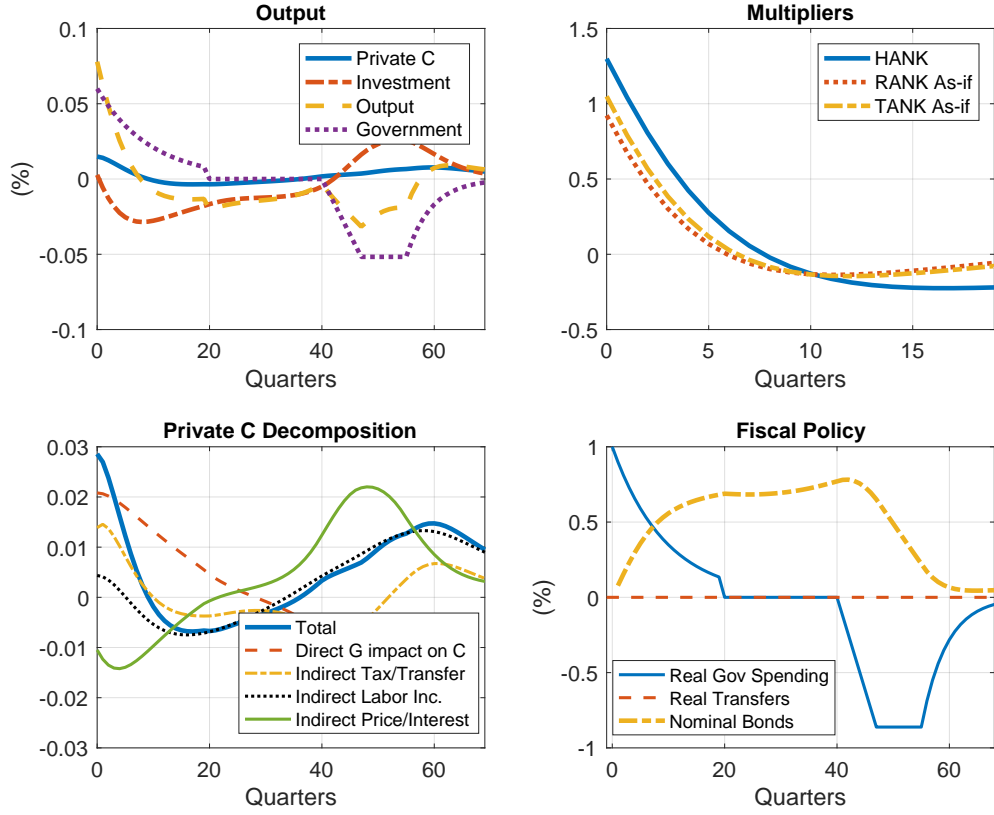 Output
0.1
0.05
0
-0.05
-0.1
(%)
0
20
40
60
Quarters
Private C
Investment
Output
Government
Multipliers
1.5
1
0.5
0
-0.5
0
5
10
15
Quarters
HANK
RANK As-if
TANK As-if
Private C Decomposition
0.03
0.02
0.01
0
-0.01
-0.02
-0.03
0
20
40
60
Quarters
Total
Direct G impact on C
Indirect Tax/Transfer
Indirect Labor Inc.
Indirect Price/Interest
Fiscal Policy
1
0.5
0
-0.5
-1
(%)
0
20
40
60
Quarters
Real Gov Spending
Real Transfers
Nominal Bonds